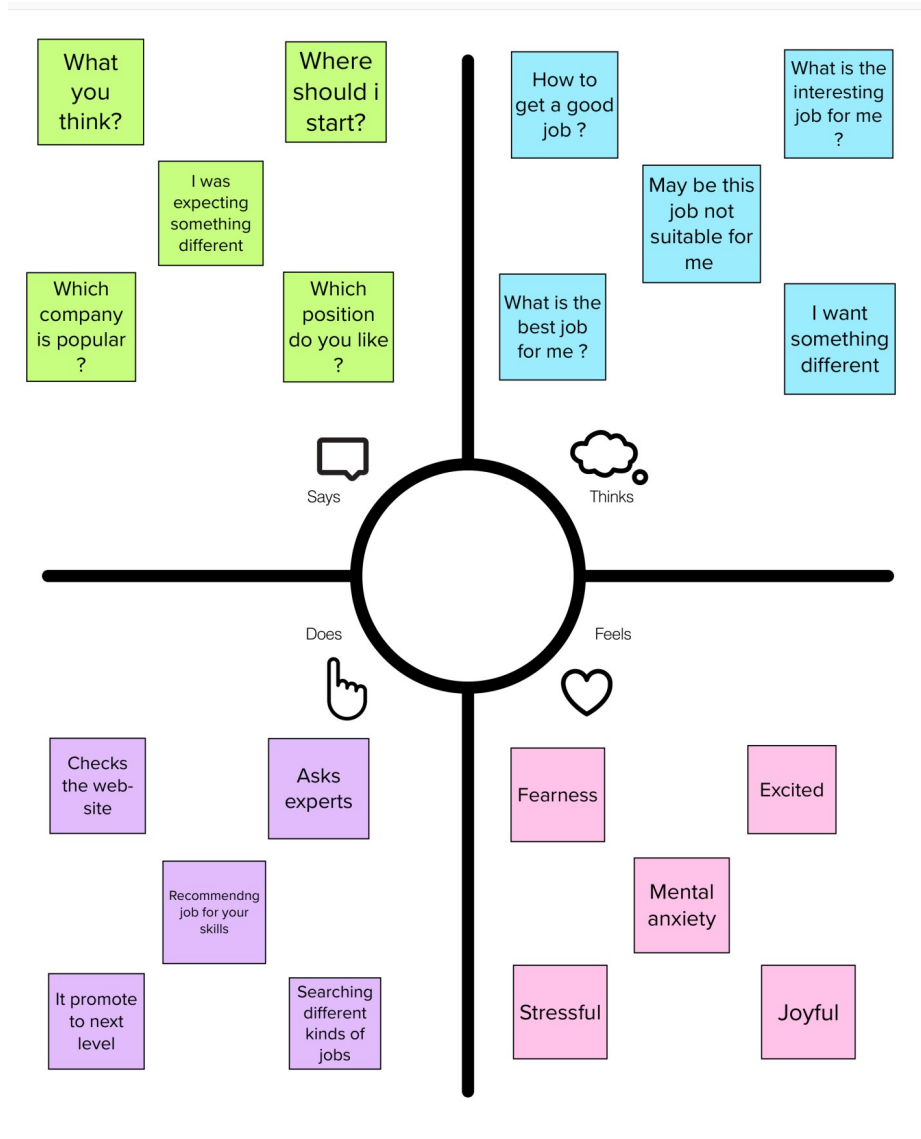 What
you
think?
Where
should i
start?
I was
expecting
something
different
Which
company
is popular
?
Which
position
do you like
?
Says
How to
get a good
job ?
What is the
interesting
job for me
?
May be this
job not
suitable for
me
What is the
best job
for me ?
I want
something
different
Thinks
Does
Checks
the web-
site
Asks
experts
Recommendng
job for your
skills
It promote
to next
level
Searching
different
kinds of
jobs
Feels
Fearness
Excited
Mental
anxiety
Stressful
Joyful